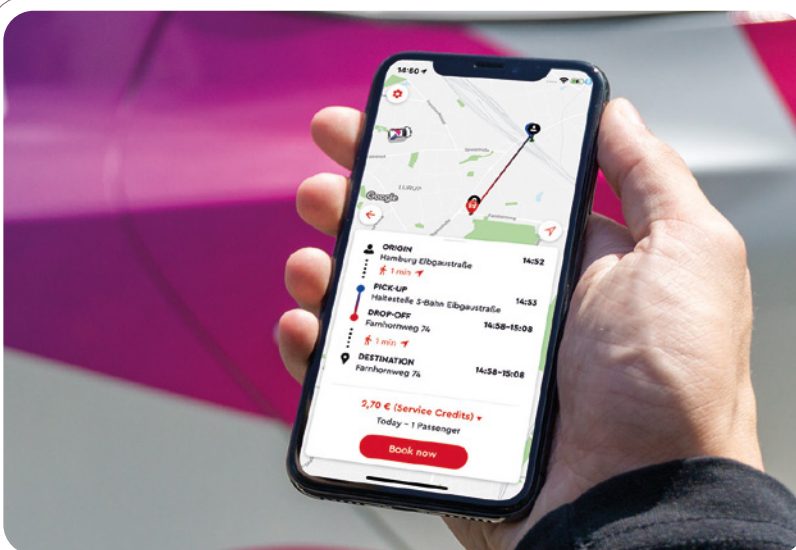 14:50
LURUP
Google
ORIGIN
Hamburg Elbgaustraße 14:52
1 min
PICK-UP
Haltestelle S-Bahn Elbgaustraße 14:53
DROP-OFF
Farnhornweg 74 14:58-15:08
1 min
DESTINATION
Farnhornweg 74 14:58-15:08
2,70 € (Service Credits)
Today - 1 Passenger
Book now